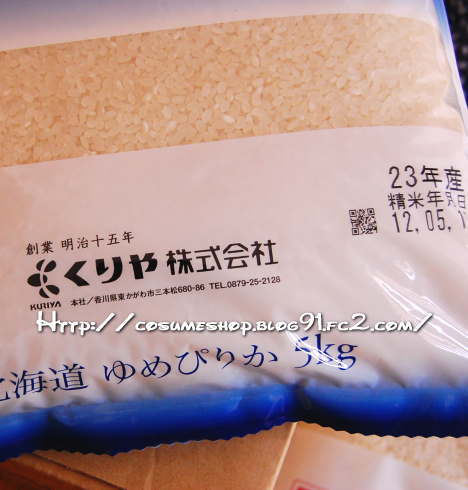 23年産
精米年月日
12.05.1
創業 明治十五年
くりや 株式会社
KURIYA 本社/香川県東かがわ市三本松680-86 TEL.0879-25-2128
Http://cosumeshop.blog91.fc2.com/
北海道 ゆめぴりか 5kg